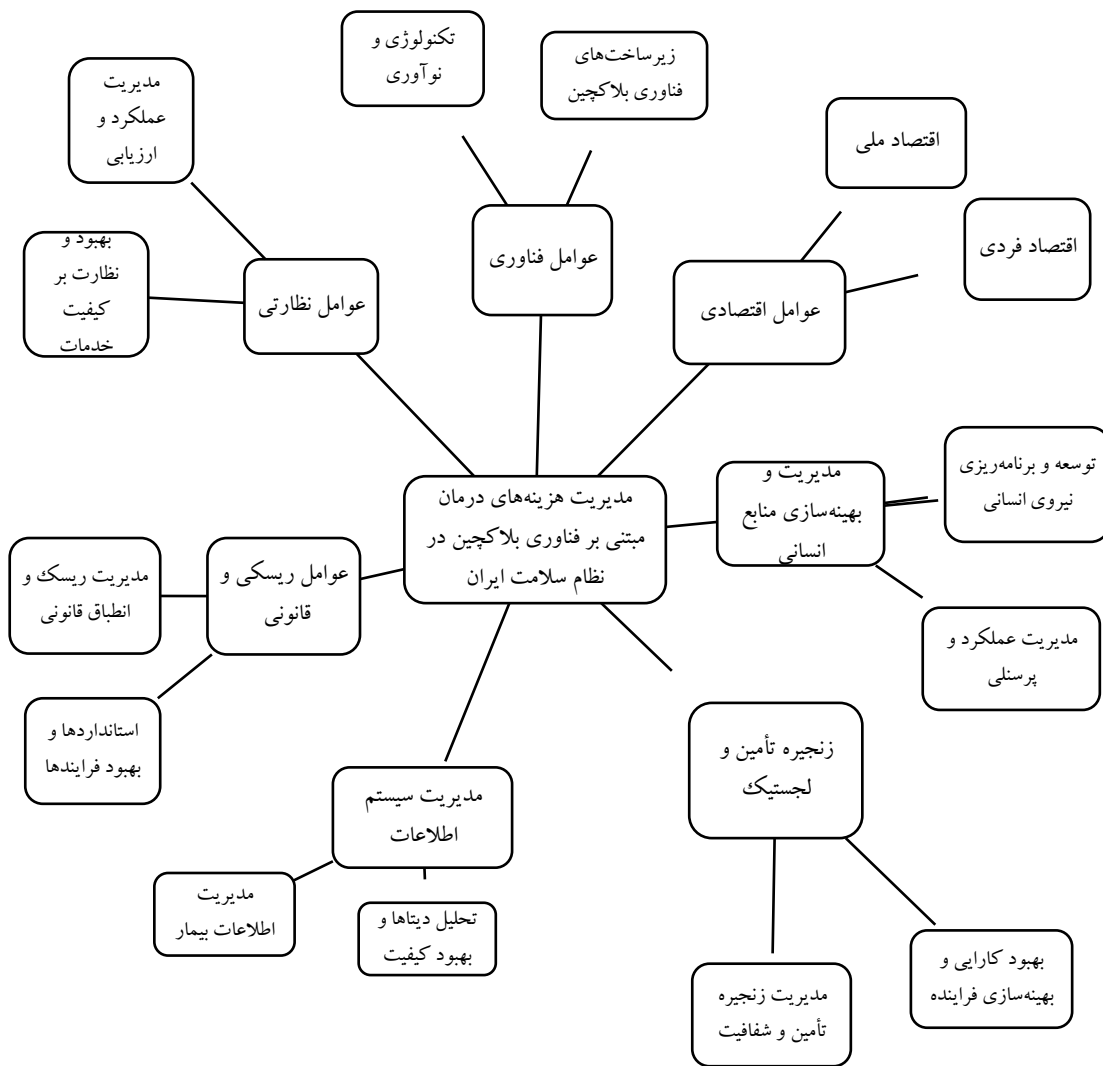 تکنولوژی و
نوآوری
زیرساخت‌های
فناوری بلاکچین
مدیریت
عملکرد و
ارزیابی
اقتصاد ملی
اقتصاد فردی
بهبود و
نظارت بر
کیفیت
خدمات
عوامل نظارتی
عوامل فناوری
عوامل اقتصادی
توسعه و برنامه‌ریزی
نیروی انسانی
مدیریت و
بهینه‌سازی منابع
انسانی
مدیریت هزینه‌های درمان
مبتنی بر فناوری بلاکچین در
نظام سلامت ایران
عوامل ریسکی و
قانونی
مدیریت ریسک و
انطباق قانونی
مدیریت عملکرد و
پرسنلی
استانداردها و
بهبود فرایندها
زنجیره تأمین و
لجستیک
مدیریت سیستم
اطلاعات
مدیریت
اطلاعات بیمار
تحلیل دیتاها و
بهبود کیفیت
بهبود کارایی و
بهینه‌سازی فراینده
مدیریت زنجیره
تأمین و شفافیت